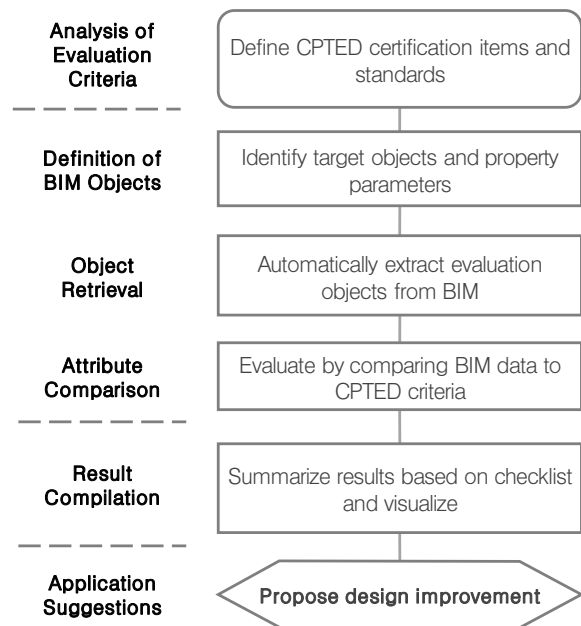 Analysis of
Evaluation
Criteria
Define CPTED certification items and
standards
Definition of
BIM Objects
Identify target objects and property
parameters
Object
Retrieval
Automatically extract evaluation
objects from BIM
Attribute
Comparison
Evaluate by comparing BIM data to
CPTED criteria
Result
Compilation
Summarize results based on checklist
and visualize
Application
Suggestions
Propose design improvement